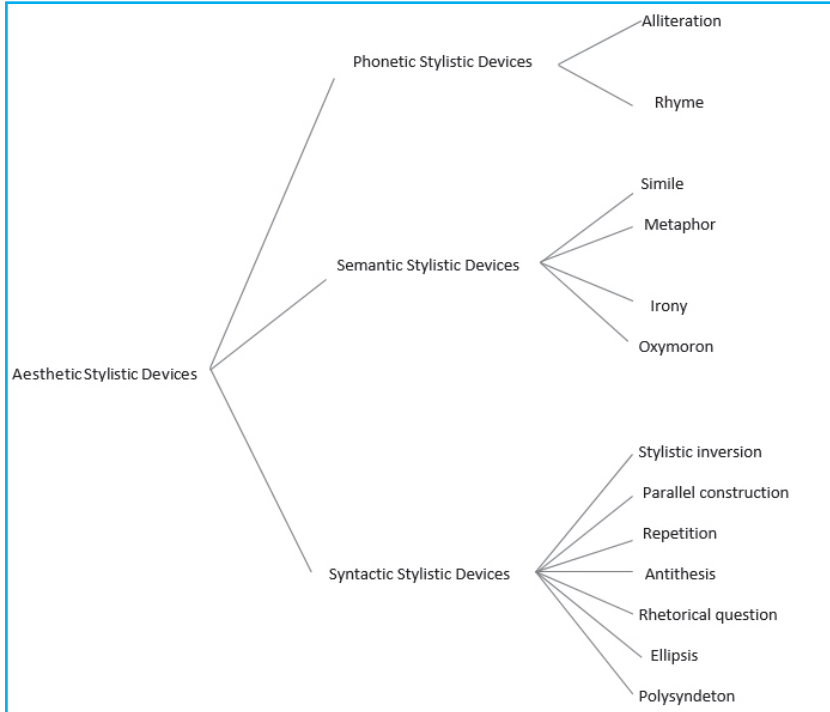 Alliteration
Phonetic Stylistic Devices
Rhyme
Simile
Metaphor
Semantic Stylistic Devices
Irony
Oxymoron
Aesthetic Stylistic Devices
Stylistic inversion
Parallel construction
Repetition
Syntactic Stylistic Devices
Antithesis
Rhetorical question
Ellipsis
Polysyndeton